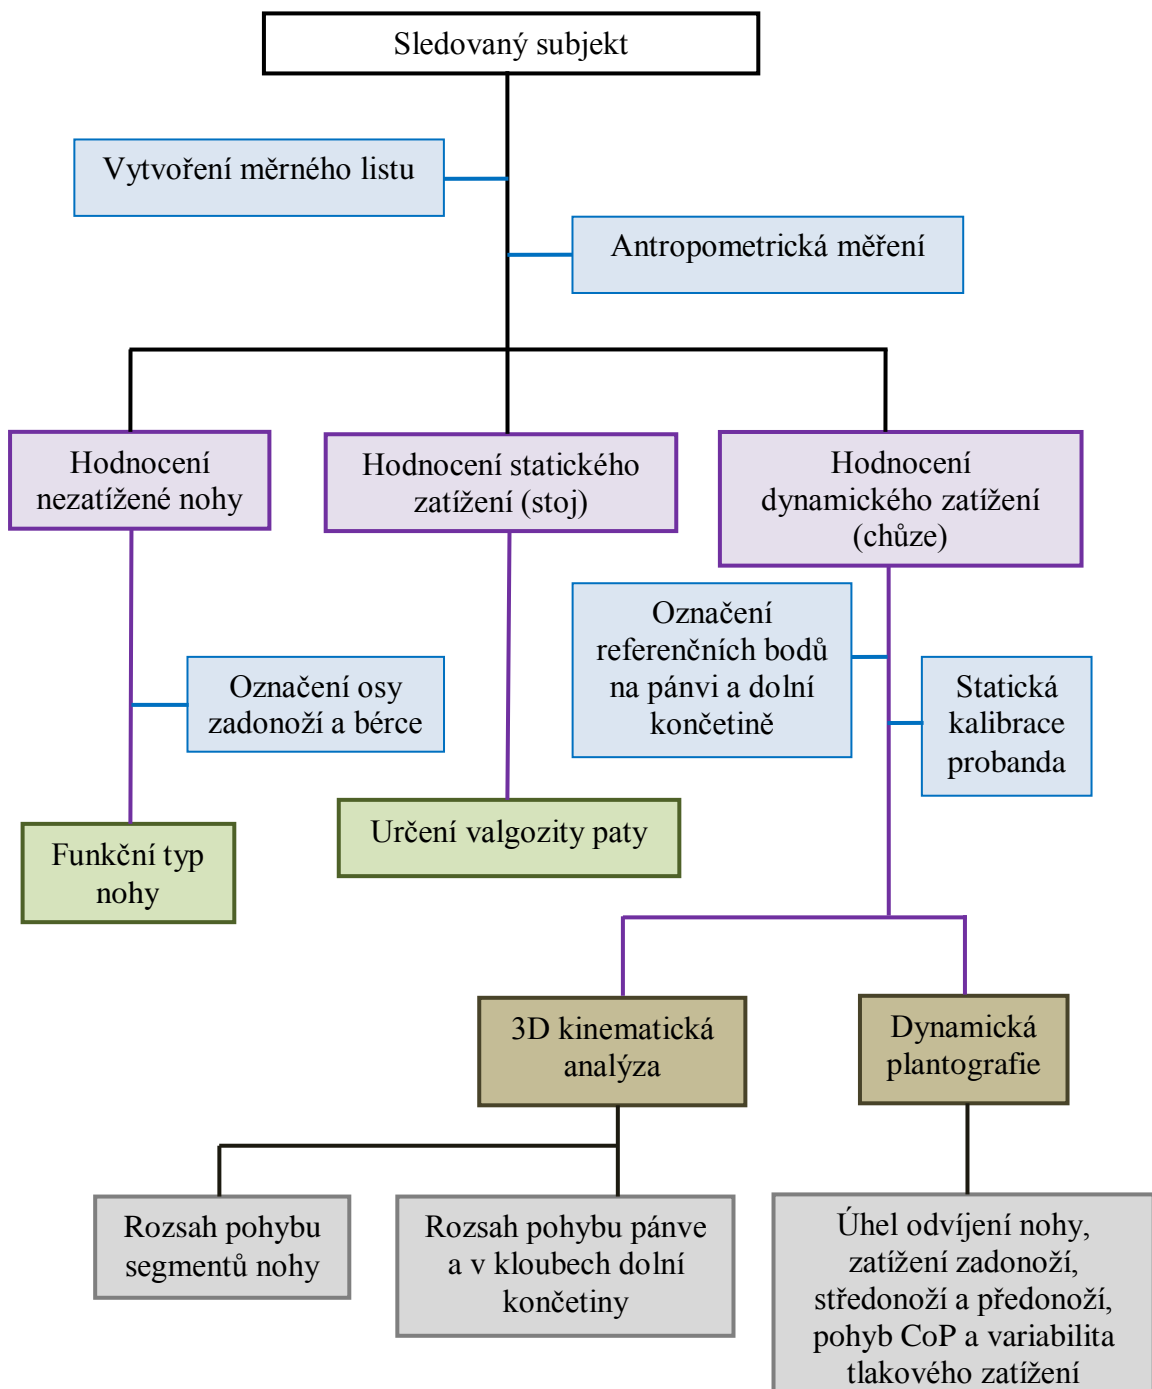 Sledovaný subjekt
Vytvoření měrného listu
Antropometrická měření
Hodnocení
nezatížené nohy
Hodnocení statického
zatížení (stoj)
Hodnocení
dynamického zatížení
(chůze)
Označení
referenčních bodů
na pánvi a dolní
končetině
Označení osy
zadonoží a bérce
Statická
kalibrace
probanda
Určení valgozity paty
Funkční typ
nohy
3D kinematická
analýza
Dynamická
plantografie
Rozsah pohybu
segmentů nohy
Rozsah pohybu pánve
a v kloubech dolní
končetiny
Úhel odvíjení nohy,
zatížení zadonoží,
středonoží a předonoží,
pohyb CoP a variabilita
tlakového zatížení